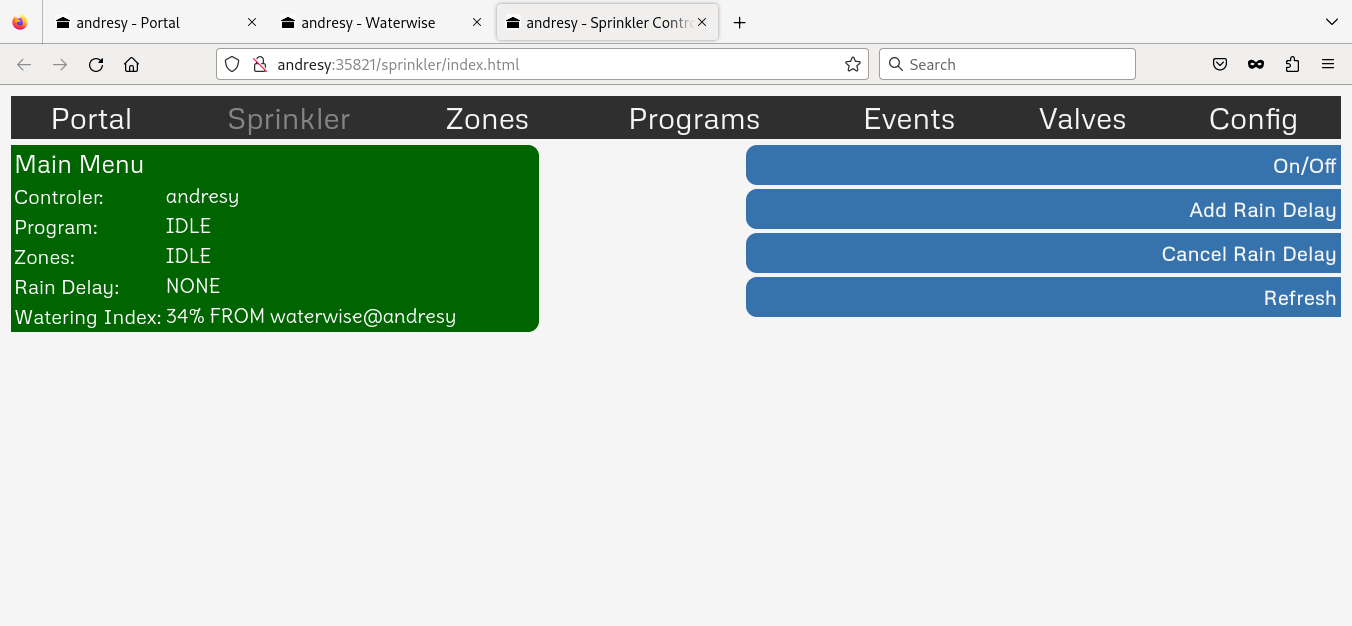 andresy - Portal
andresy - Waterwise
andresy - Sprinkler Contr
andresy:35821/sprinkler/index.html
Search
Portal Sprinkler Zones Programs Events Valves Config
Main Menu
Controler: andresy
Program: IDLE
Zones: IDLE
Rain Delay: NONE
Watering Index: 34% FROM waterwise@andresy
On/Off
Add Rain Delay
Cancel Rain Delay
Refresh